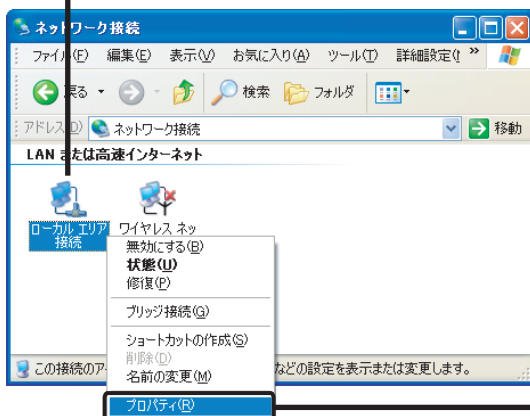 ネットワーク接続
ファイル(F) 編集(E) 表示(V) お気に入り(A) ツール(T) 詳細設定(
戻る 検索 フォルダ
アドレス(D) ネットワーク接続 移動
LAN または高速インターネット
ローカル エリア接続
ワイヤレス ネッ
無効にする(B)
状態(U)
修復(P)
ブリッジ接続(G)
ショートカットの作成(S)
削除(D)
名前の変更(M)
プロパティ(R)
この接続のア
などの設定を表示または変更します。